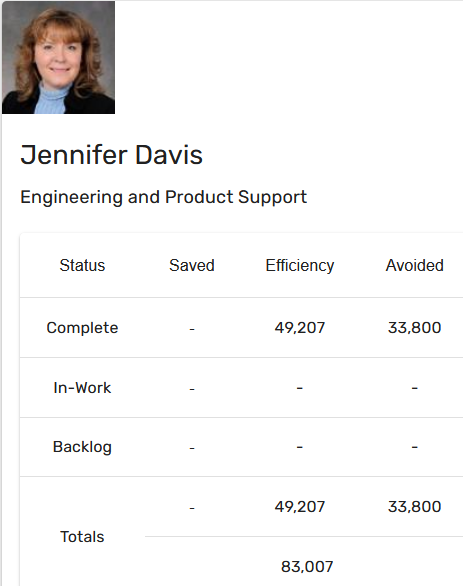 Jennifer Davis
Engineering and Product Support
Status Saved Efficiency Avoided
Complete - 49,207 33,800
In-Work - - -
Backlog - - -
- 49,207 33,800
Totals
83,007